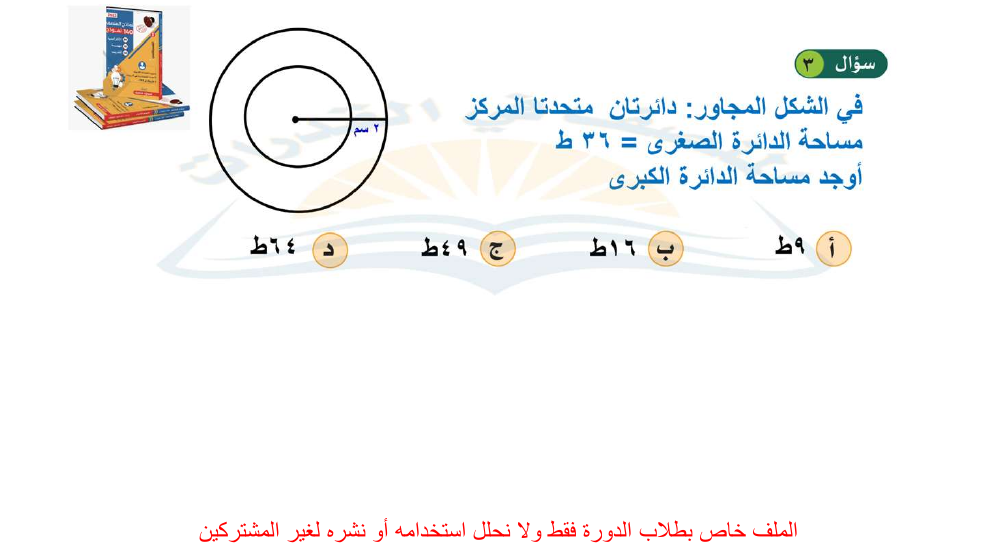 سؤال ٣
في الشكل المجاور: دائرتان متحدتا المركز
مساحة الدائرة الصغرى = ٣٦ ط
أوجد مساحة الدائرة الكبرى
٢ سم
أ ٩ط
ب ١٦ط
ج ٤٩ط
د ٦٤ط
الملف خاص بطلاب الدورة فقط ولا نحلل استخدامه أو نشره لغير المشتركين